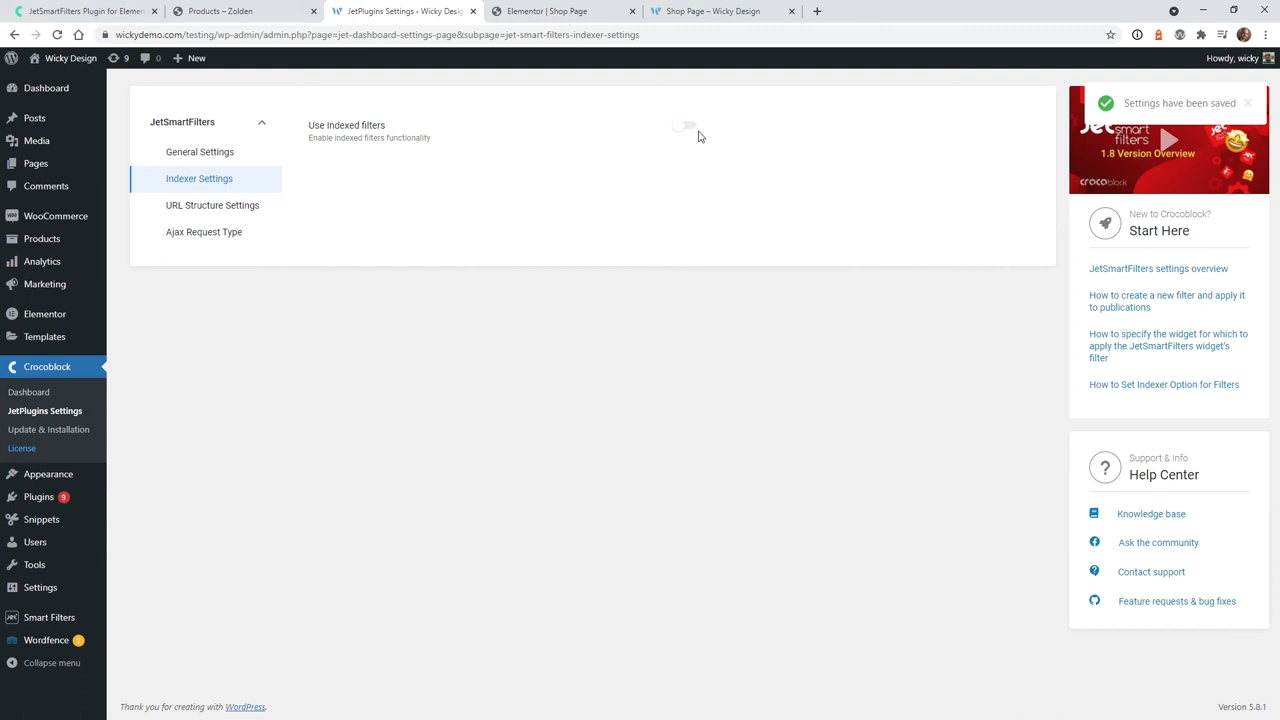 JetSmartFilters Plugin for Elemen
Products – Zolden
JetPlugins Settings ‹ Wicky Desi
Elementor | Shop Page
Shop Page – Wicky Design
wickydemo.com/testing/wp-admin/admin.php?page=jet-dashboard-settings-page&subpage=jet-smart-filters-indexer-settings
Wicky Design
9
0
New
Howdy, wicky
Dashboard
Posts
Media
Pages
Comments
WooCommerce
Products
Analytics
Marketing
Elementor
Templates
Crocoblock
Dashboard
JetPlugins Settings
Update & Installation
License
Appearance
Plugins 9
Snippets
Users
Tools
Settings
Smart Filters
Wordfence 2
Collapse menu
JetSmartFilters
General Settings
Indexer Settings
URL Structure Settings
Ajax Request Type
Use Indexed filters
Enable indexed filters functionality
Settings have been saved
smart
filters
1.8 Version Overview
crocoblock
New to Crocoblock?
Start Here
JetSmartFilters settings overview
How to create a new filter and apply it
to publications
How to specify the widget for which to
apply the JetSmartFilters widget's
filter
How to Set Indexer Option for Filters
Support & Info
Help Center
Knowledge base
Ask the community
Contact support
Feature requests & bug fixes
Thank you for creating with WordPress.
Version 5.8.1